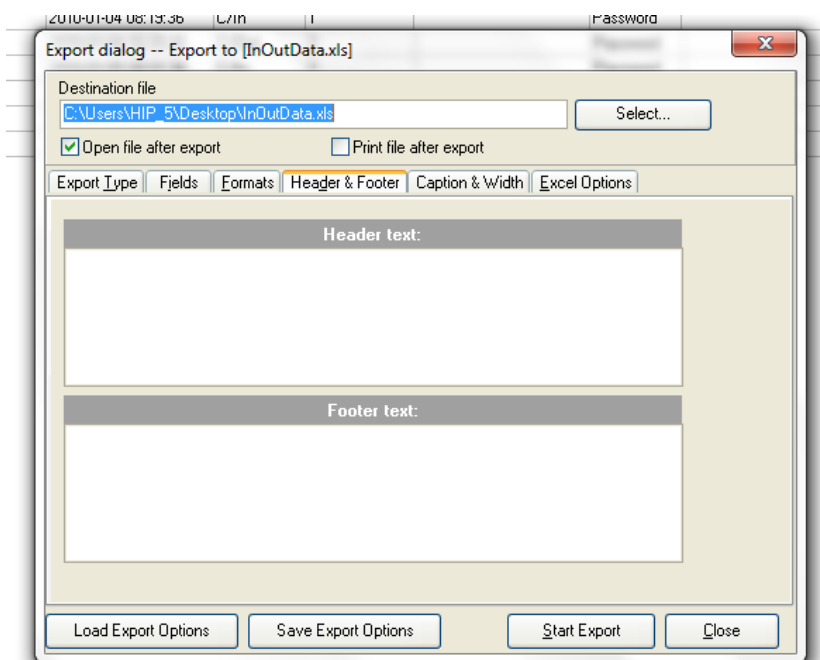 2010-01-04 08:19:36 C/In 1 Password
Export dialog -- Export to [InOutData.xls]
Destination file
C:\Users\HIP_5\Desktop\InOutData.xls Select...
Open file after export Print file after export
Export Type Fields Formats Header & Footer Caption & Width Excel Options
Header text:
Footer text:
Load Export Options Save Export Options Start Export Close